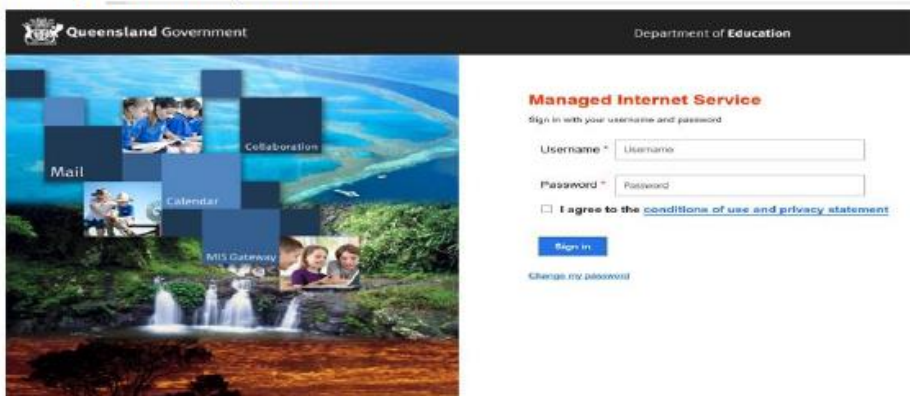 Queensland Government
Department of Education
Mail
Collaboration
Calendar
MIS Gateway
Managed Internet Service
Sign in with your username and password
Username * Username
Password * Password
I agree to the conditions of use and privacy statement
Sign in
Change my password